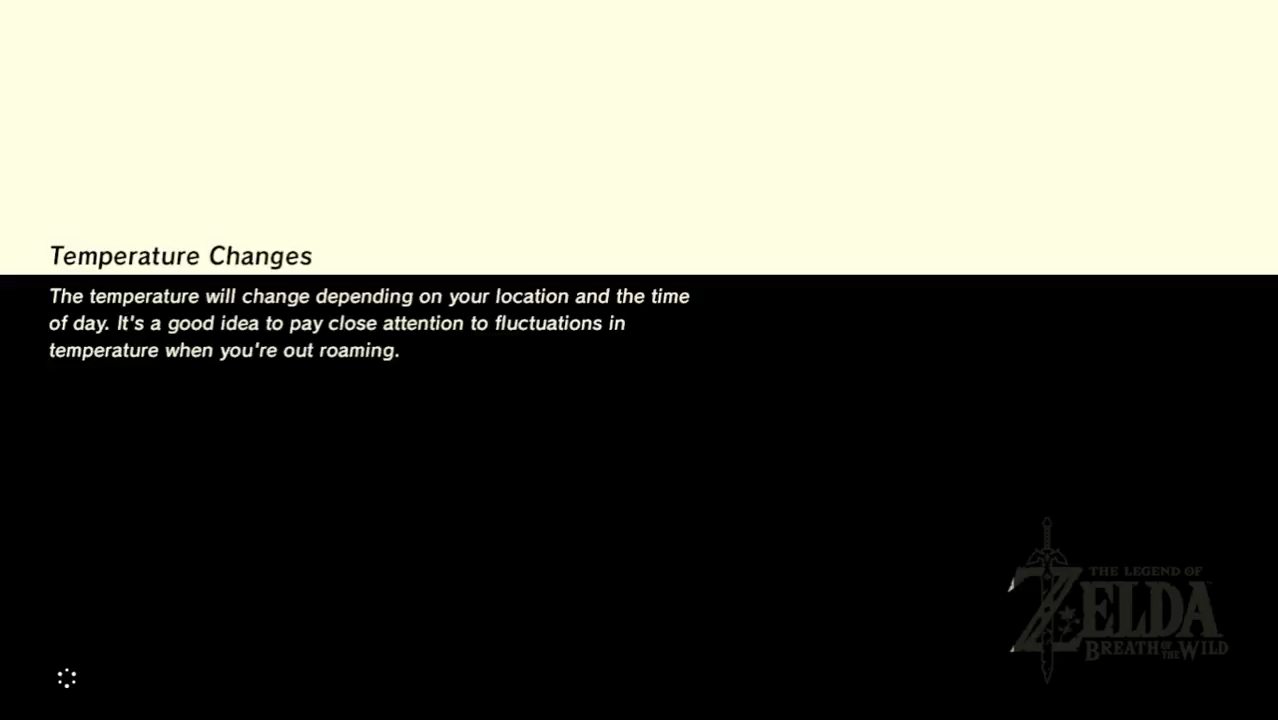 Temperature Changes
The temperature will change depending on your location and the time
of day. It's a good idea to pay close attention to fluctuations in
temperature when you're out roaming.
THE LEGEND OF
ZELDA
BREATH OF THE WILD